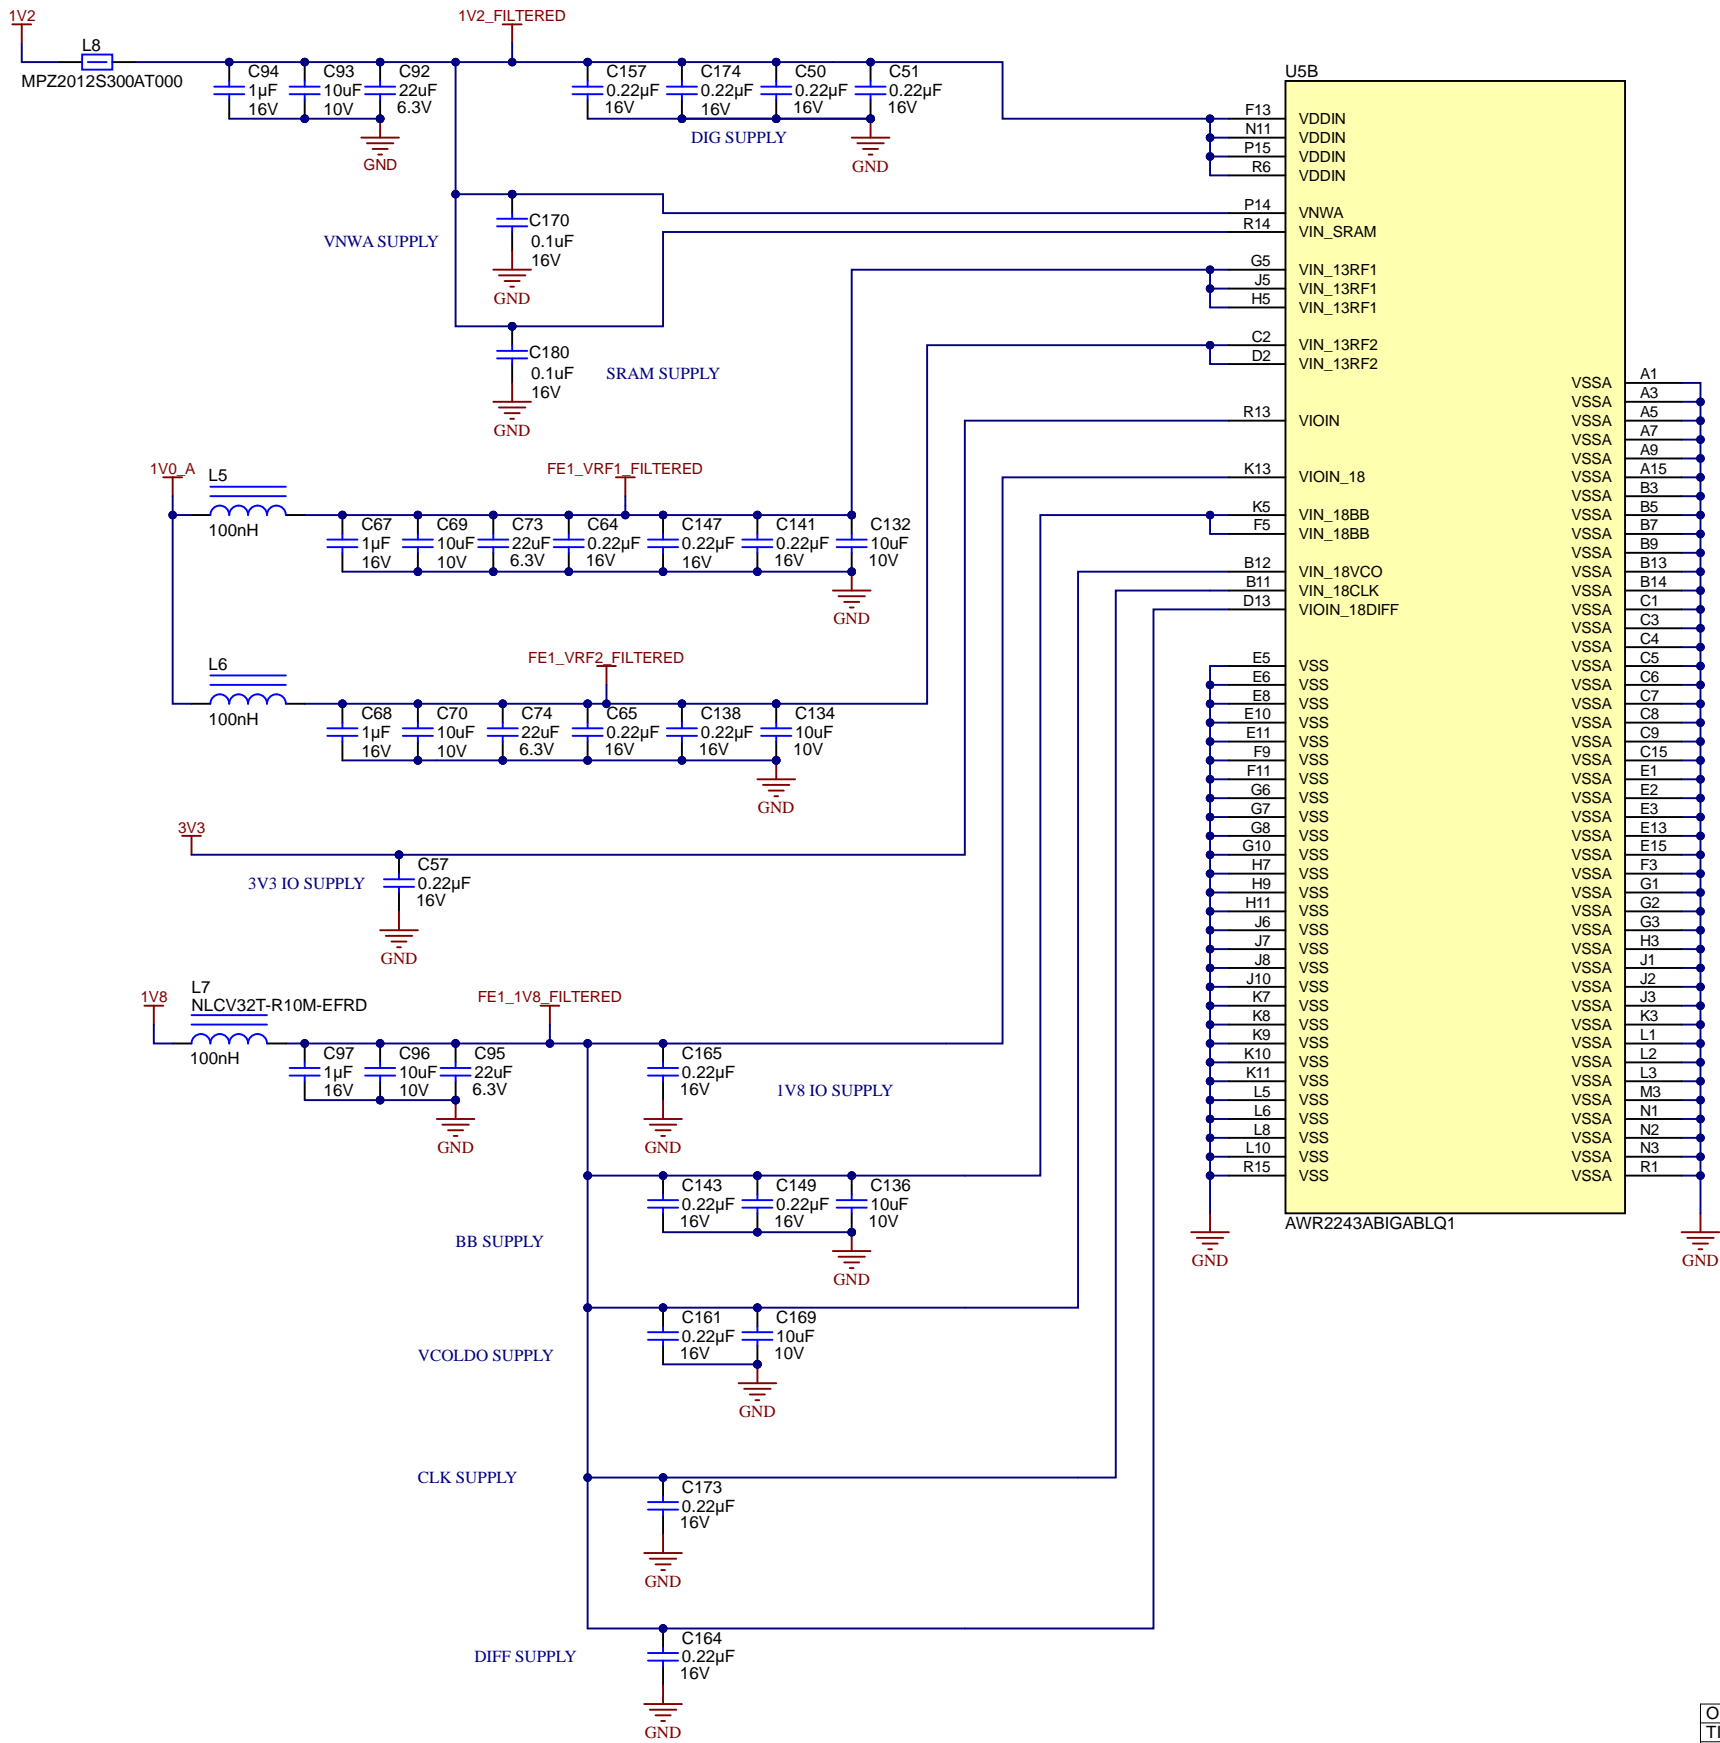 1V2
1V2_FILTERED
L8
MPZ2012S300AT000
C94
1µF
16V
C93
10uF
10V
C92
22uF
6.3V
GND
C157
0.22µF
16V
C174
0.22µF
16V
C50
0.22µF
16V
C51
0.22µF
16V
DIG SUPPLY
GND
C170
0.1uF
16V
GND
VNWA SUPPLY
C180
0.1uF
16V
GND
SRAM SUPPLY
1V0_A
L5
100nH
FE1_VRF1_FILTERED
C67
1µF
16V
C69
10uF
10V
C73
22uF
6.3V
C64
0.22µF
16V
C147
0.22µF
16V
C141
0.22µF
16V
C132
10uF
10V
GND
L6
100nH
FE1_VRF2_FILTERED
C68
1µF
16V
C70
10uF
10V
C74
22uF
6.3V
C65
0.22µF
16V
C138
0.22µF
16V
C134
10uF
10V
GND
3V3
3V3 IO SUPPLY
C57
0.22µF
16V
GND
1V8
L7
NLCV32T-R10M-EFRD
100nH
FE1_1V8_FILTERED
C97
1µF
16V
C96
10uF
10V
C95
22uF
6.3V
GND
C165
0.22µF
16V
GND
1V8 IO SUPPLY
C143
0.22µF
16V
C149
0.22µF
16V
C136
10uF
10V
GND
BB SUPPLY
C161
0.22µF
16V
C169
10uF
10V
GND
VCOLDO SUPPLY
CLK SUPPLY
C173
0.22µF
16V
GND
DIFF SUPPLY
C164
0.22µF
16V
GND
U5B
F13 VDDIN
N11 VDDIN
P15 VDDIN
R6 VDDIN
P14 VNWA
R14 VIN_SRAM
G5 VIN_13RF1
J5 VIN_13RF1
H5 VIN_13RF1
C2 VIN_13RF2
D2 VIN_13RF2
R13 VIOIN
K13 VIOIN_18
K5 VIN_18BB
F5 VIN_18BB
B12 VIN_18VCO
B11 VIN_18CLK
D13 VIOIN_18DIFF
E5 VSS
E6 VSS
E8 VSS
E10 VSS
E11 VSS
F9 VSS
F11 VSS
G6 VSS
G7 VSS
G8 VSS
G10 VSS
H7 VSS
H9 VSS
H11 VSS
J6 VSS
J7 VSS
J8 VSS
J10 VSS
K7 VSS
K8 VSS
K9 VSS
K10 VSS
K11 VSS
L5 VSS
L6 VSS
L8 VSS
L10 VSS
R15 VSS
GND
VSSA A1
VSSA A3
VSSA A5
VSSA A7
VSSA A9
VSSA A15
VSSA B3
VSSA B5
VSSA B7
VSSA B9
VSSA B13
VSSA B14
VSSA C1
VSSA C3
VSSA C4
VSSA C5
VSSA C6
VSSA C7
VSSA C8
VSSA C9
VSSA C15
VSSA E1
VSSA E2
VSSA E3
VSSA E13
VSSA E15
VSSA F3
VSSA G1
VSSA G2
VSSA G3
VSSA H3
VSSA J1
VSSA J2
VSSA J3
VSSA K3
VSSA L1
VSSA L2
VSSA L3
VSSA M3
VSSA N1
VSSA N2
VSSA N3
VSSA R1
GND
AWR2243ABIGABLQ1